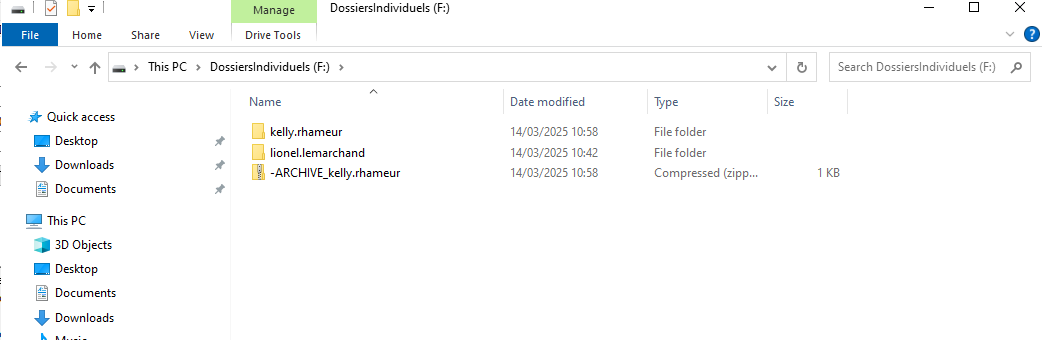 Manage
DossiersIndividuels (F:)
File
Home
Share
View
Drive Tools
This PC
DossiersIndividuels (F:)
Search DossiersIndividuels (F:)
Name
Date modified
Type
Size
Quick access
Desktop
Downloads
Documents
This PC
3D Objects
Desktop
Documents
Downloads
Music
kelly.rhameur 14/03/2025 10:58 File folder
lionel.lemarchand 14/03/2025 10:42 File folder
-ARCHIVE_kelly.rhameur 14/03/2025 10:58 Compressed (zipp... 1 KB